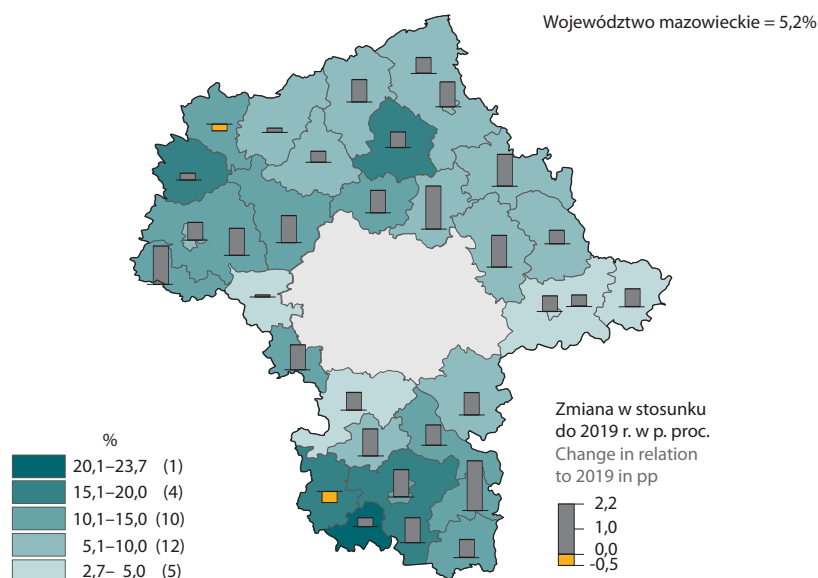 Województwo mazowieckie = 5,2%
%
20,1–23,7 (1)
15,1–20,0 (4)
10,1–15,0 (10)
5,1–10,0 (12)
2,7– 5,0 (5)
Zmiana w stosunku
do 2019 r. w p. proc.
Change in relation
to 2019 in pp
2,2
1,0
0,0
-0,5